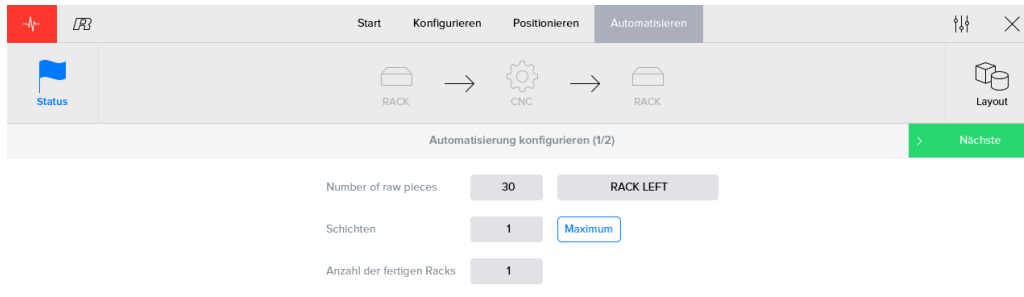 Start Konfigurieren Positionieren Automatisieren
Status RACK CNC RACK Layout
Automatisierung konfigurieren (1/2) Nächste
Number of raw pieces 30 RACK LEFT
Schichten 1 Maximum
Anzahl der fertigen Racks 1